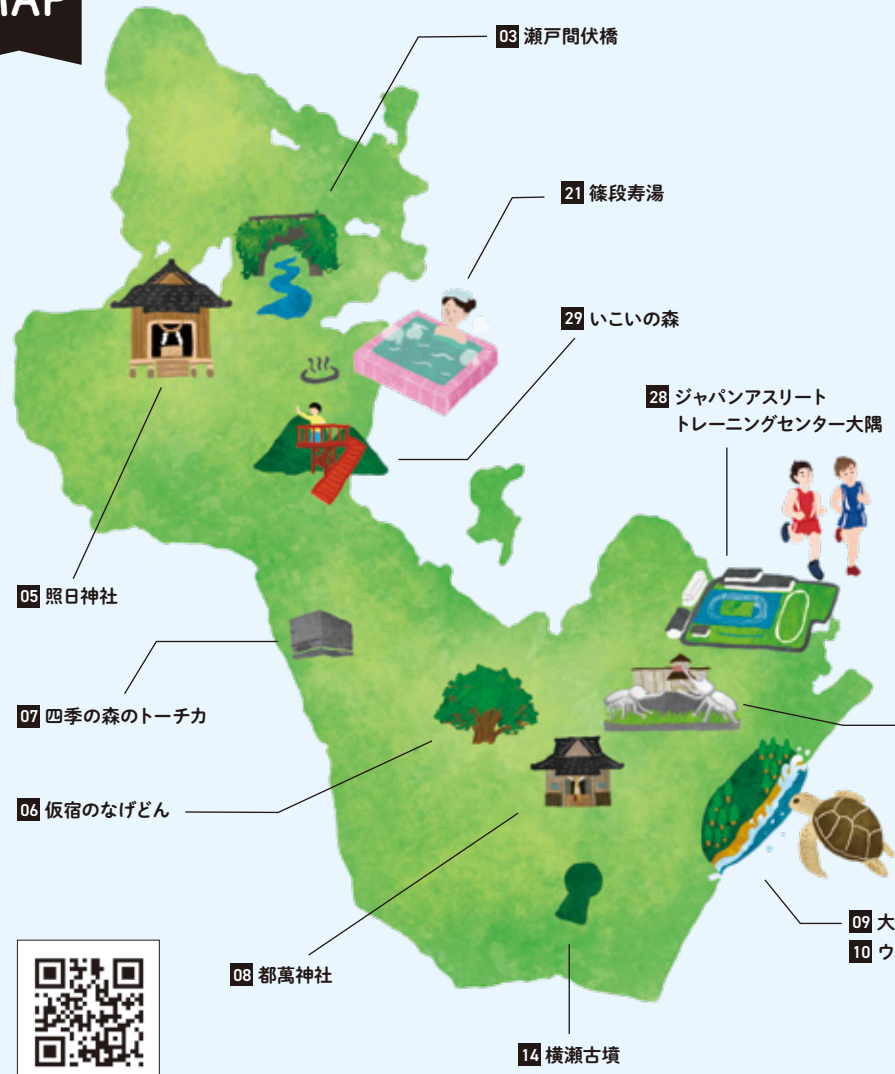 MAP
03 瀬戸間伏橋
21 篠段寿湯
29 いこいの森
28 ジャパンアスリート
トレーニングセンター大隅
05 照日神社
07 四季の森のトーチカ
06 仮宿のなげどん
09 大
10 ウ
08 都萬神社
14 横瀬古墳